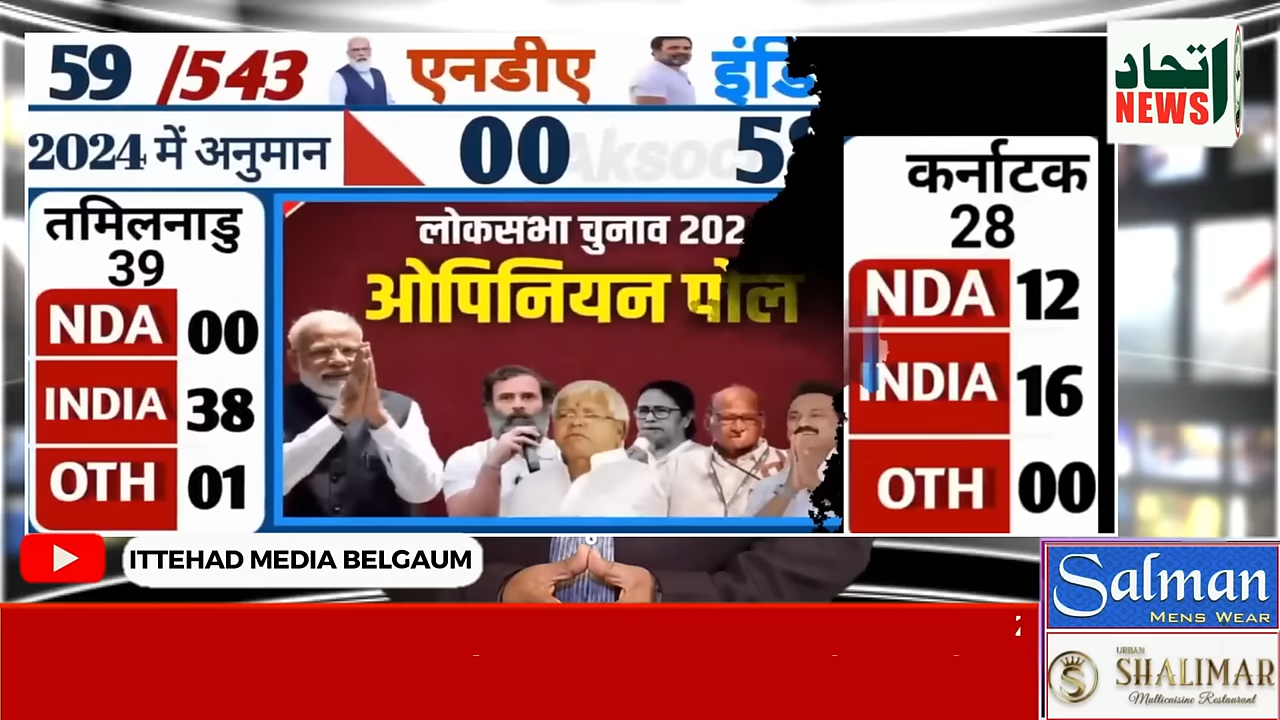 59 /543 एनडीए
2024 में अनुमान 00
तमिलनाडु
39
NDA 00
INDIA 38
OTH 01
लोकसभा चुनाव 202
ओपिनियन पोल
कर्नाटक
28
NDA 12
INDIA 16
OTH 00
اتحاد
NEWS
ITTEHAD MEDIA BELGAUM
Salman
MENS WEAR
URBAN
SHALIMAR
Multicuisine Restaurant